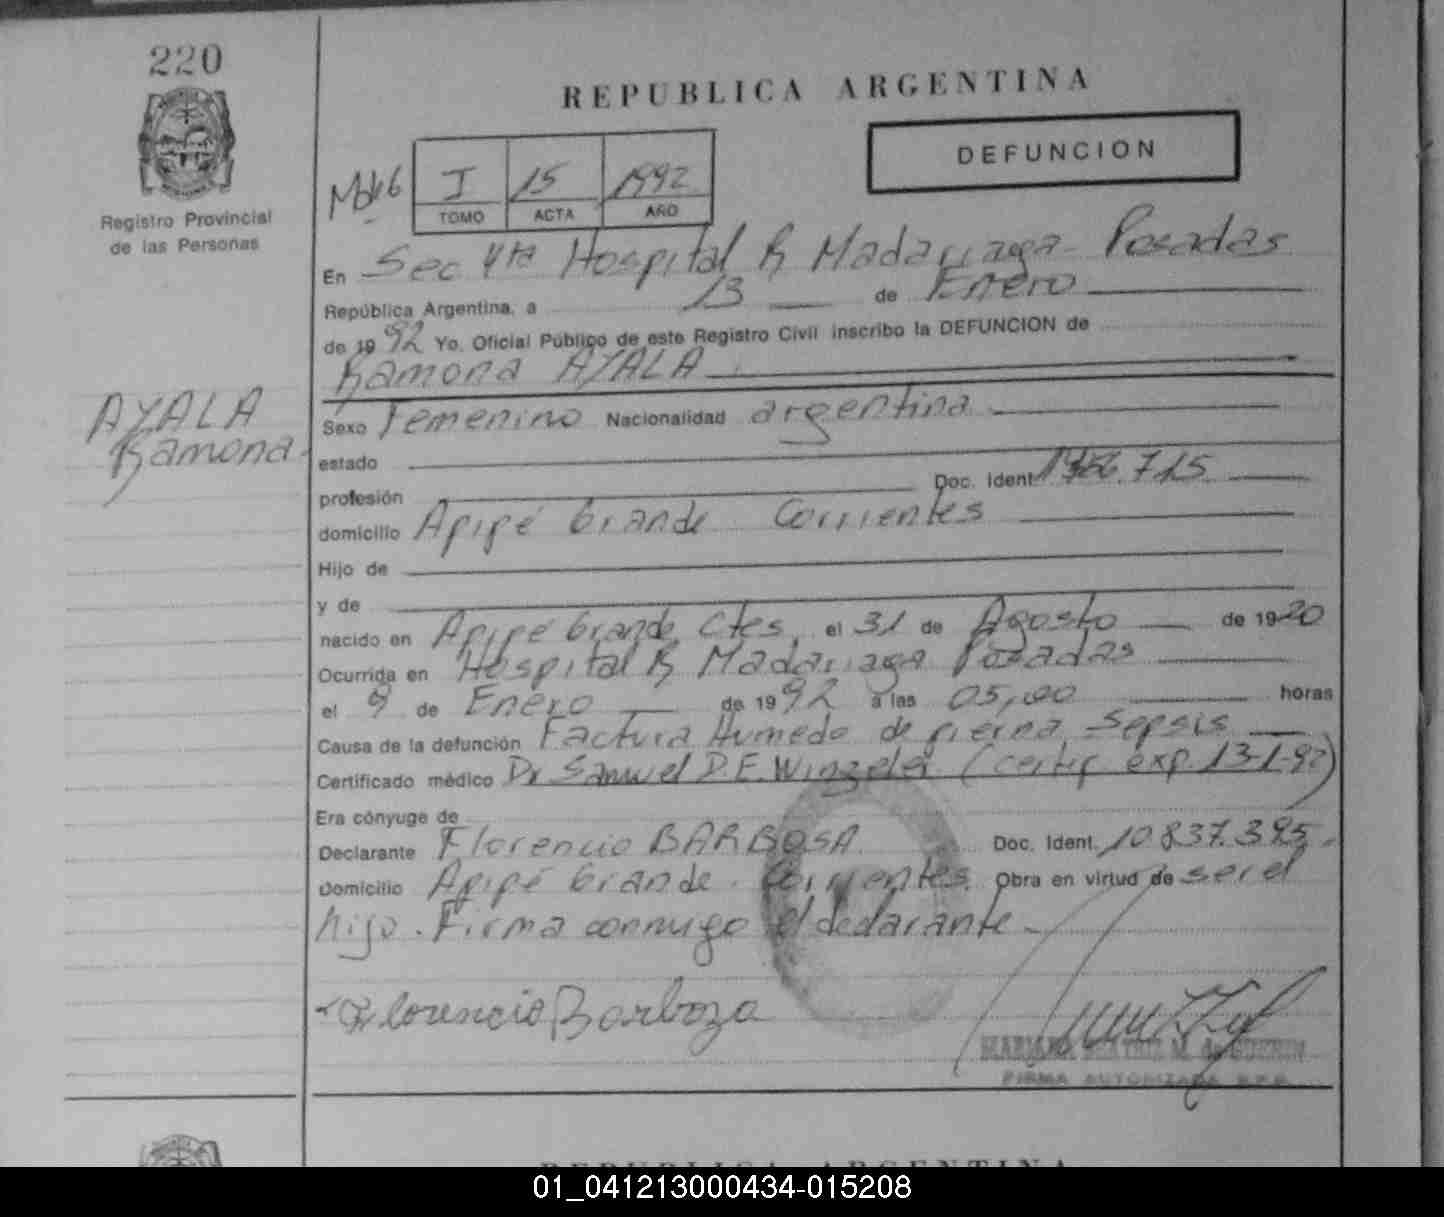 220
REPUBLICA ARGENTINA
DEFUNCION
I 15 1992
TOMO ACTA AÑO
Registro Provincial
de las Personas
En Sec 4ta Hospital R Madariaga - Posadas
República Argentina, a 13 de Enero
de 1992 Yo, Oficial Público de este Registro Civil inscribo la DEFUNCION de
Ramona AYALA
AYALA
Ramona
Sexo Femenino Nacionalidad argentina
estado
profesión Doc. Ident
domicilio Apipé Grande Corrientes
Hijo de
y de
nacido en Apipé Grande Ctes, el 31 de Agosto de 1920
Ocurrida en Hospital R Madariaga Posadas
el 9 de Enero de 1992 a las 05,00 horas
Causa de la defunción Factura Humedo de pierna Sepsis
Certificado médico Dr Samuel D.E. Winzeler (certif exp. 13-1-92)
Era cónyuge de
Declarante Florencio BARBOSA Doc. Ident. 10.837.395
Domicilio Apipé Grande. Corrientes Obra en virtud de ser el
hijo. Firma conmigo el declarante
Florencio Barboza
FIRMA AUTORIZADA
REPUBLICA ARGENTINA
01_041213000434-015208